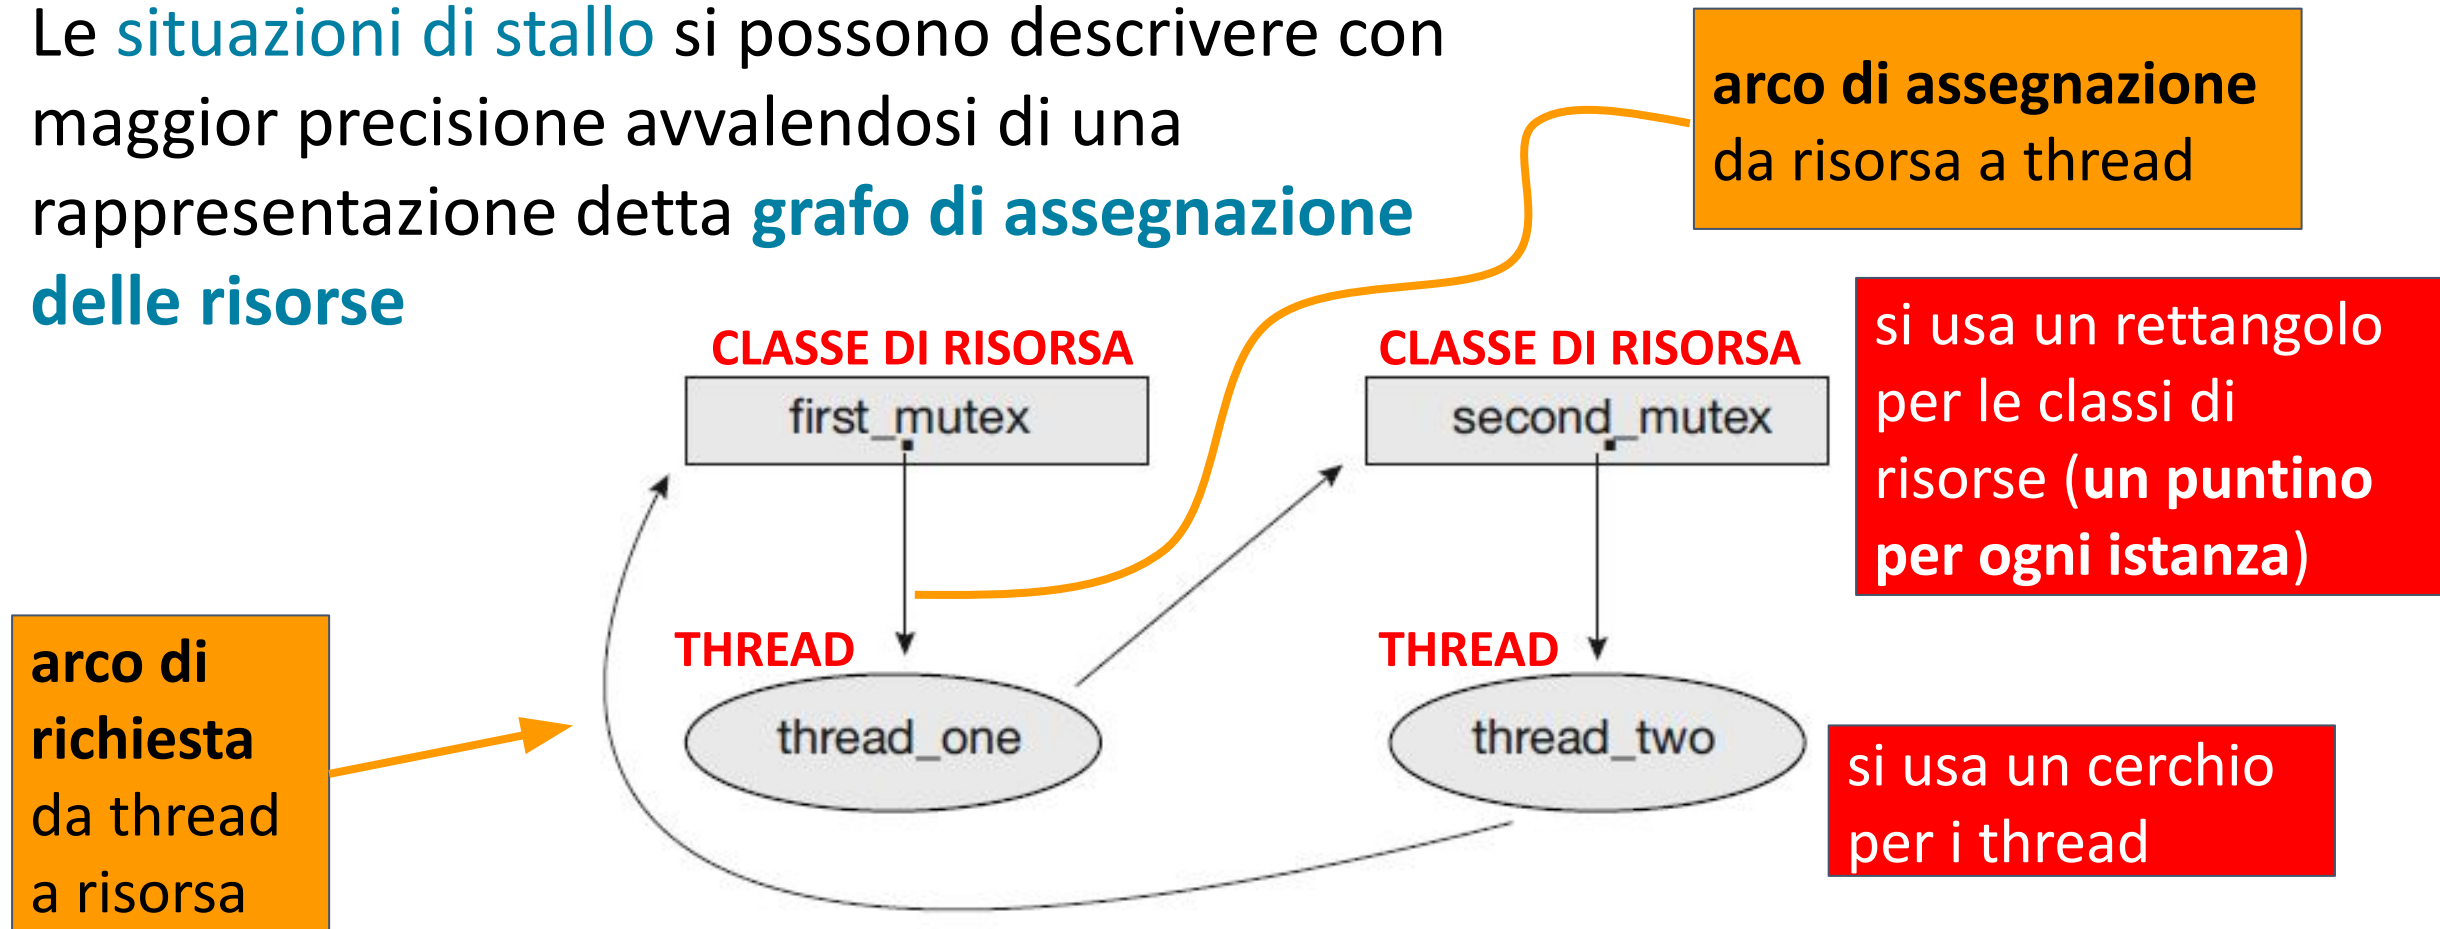 Le situazioni di stallo si possono descrivere con
maggior precisione avvalendosi di una
rappresentazione detta grafo di assegnazione
delle risorse
arco di assegnazione
da risorsa a thread
CLASSE DI RISORSA
first_mutex
CLASSE DI RISORSA
second_mutex
si usa un rettangolo
per le classi di
risorse (un puntino
per ogni istanza)
arco di
richiesta
da thread
a risorsa
THREAD
thread_one
THREAD
thread_two
si usa un cerchio
per i thread